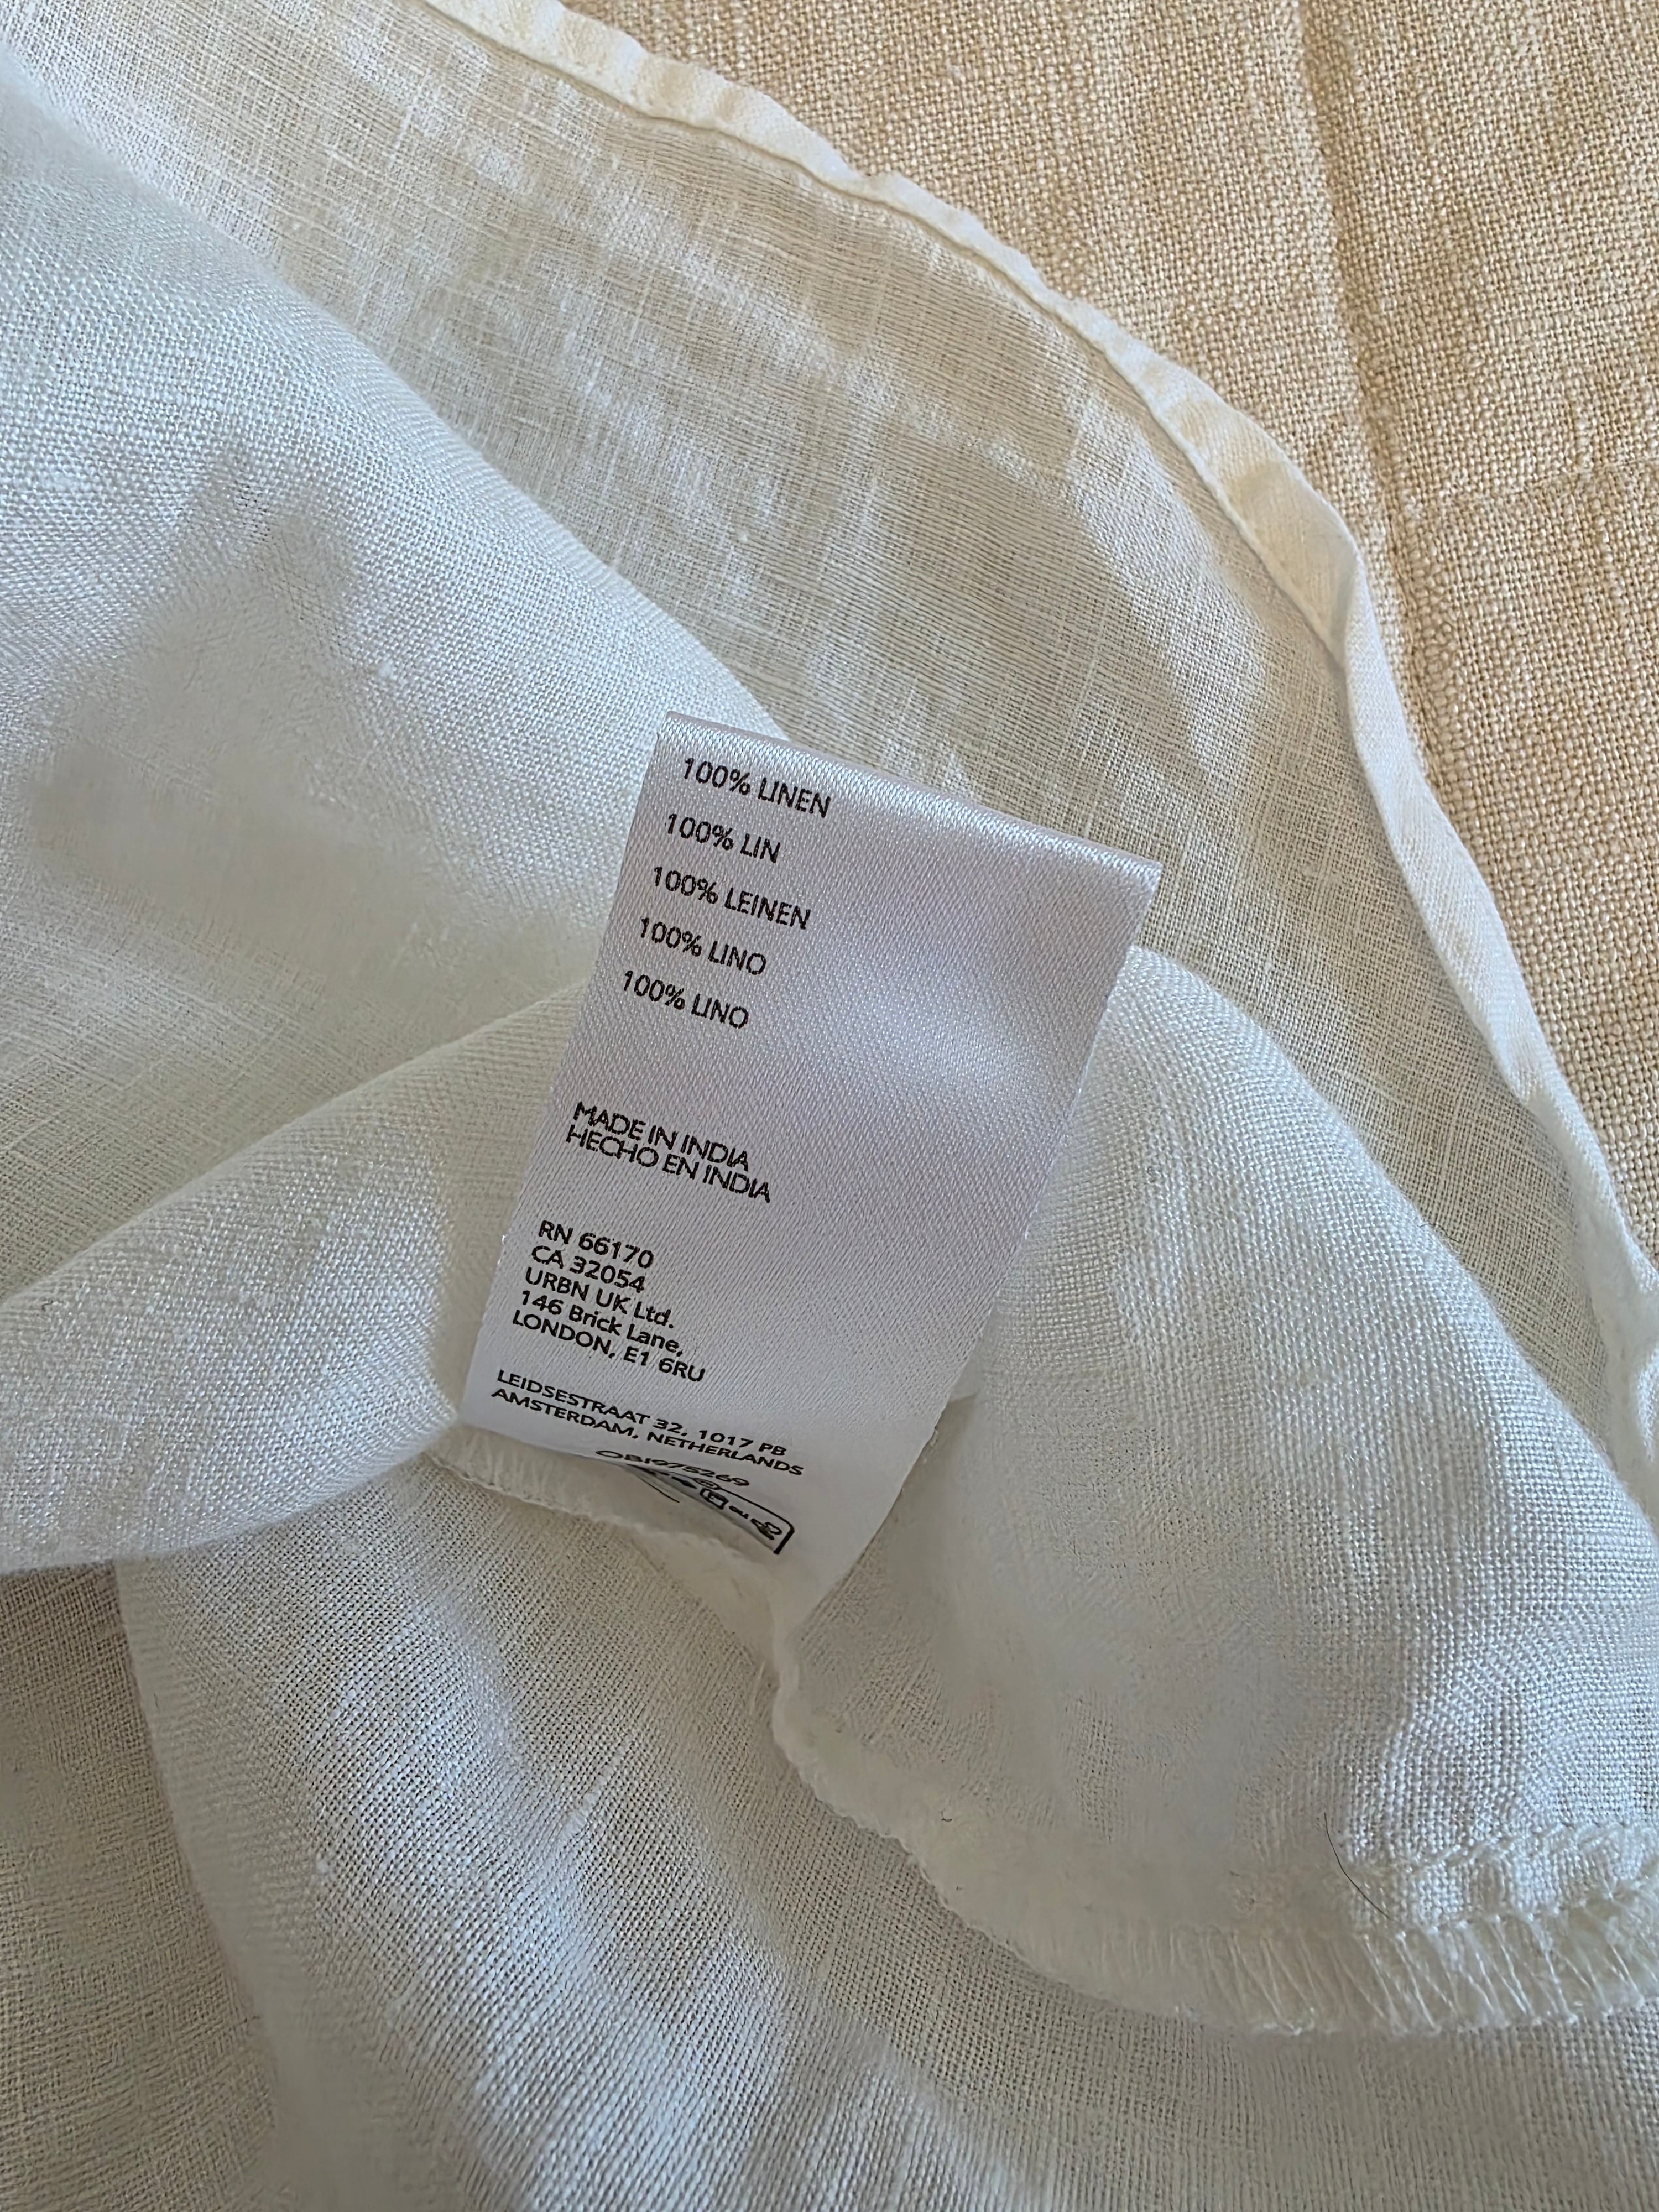 100% LINEN
100% LIN
100% LEINEN
100% LINO
100% LINO
MADE IN INDIA
HECHO EN INDIA
RN 66170
CA 32054
URBN UK Ltd.
146 Brick Lane,
LONDON, E1 6RU
LEIDSESTRAAT 32, 1017 PB
AMSTERDAM, NETHERLANDS